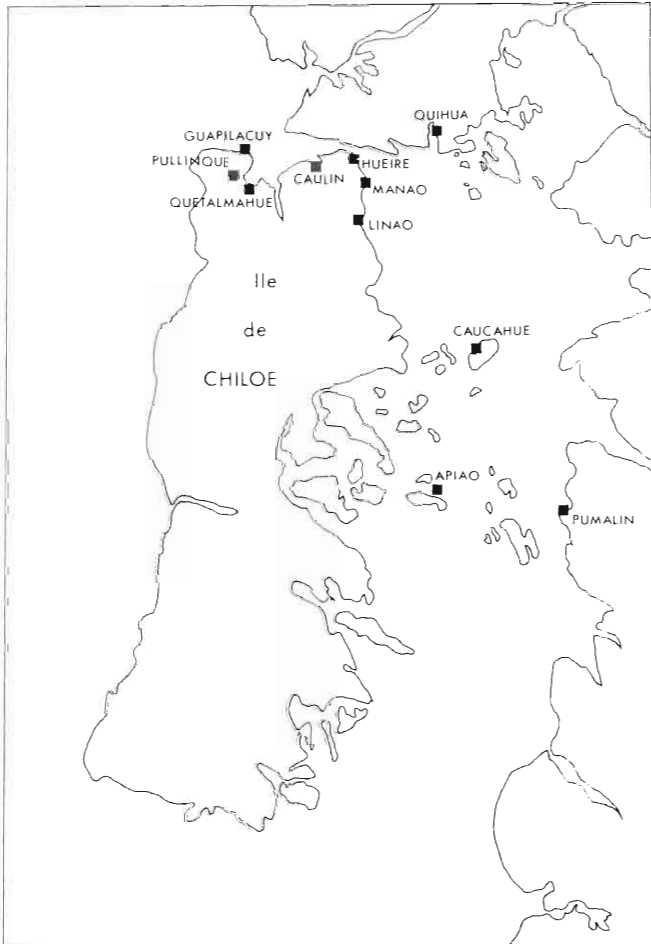 QUIHUA
GUAPILACUY
PULLINQUE
HUEIRE
CAULIN
MANAO
QUETALMAHUE
LINAO
Ile
de
CHILOE
CAUCAHUE
APIAO
PUMALIN